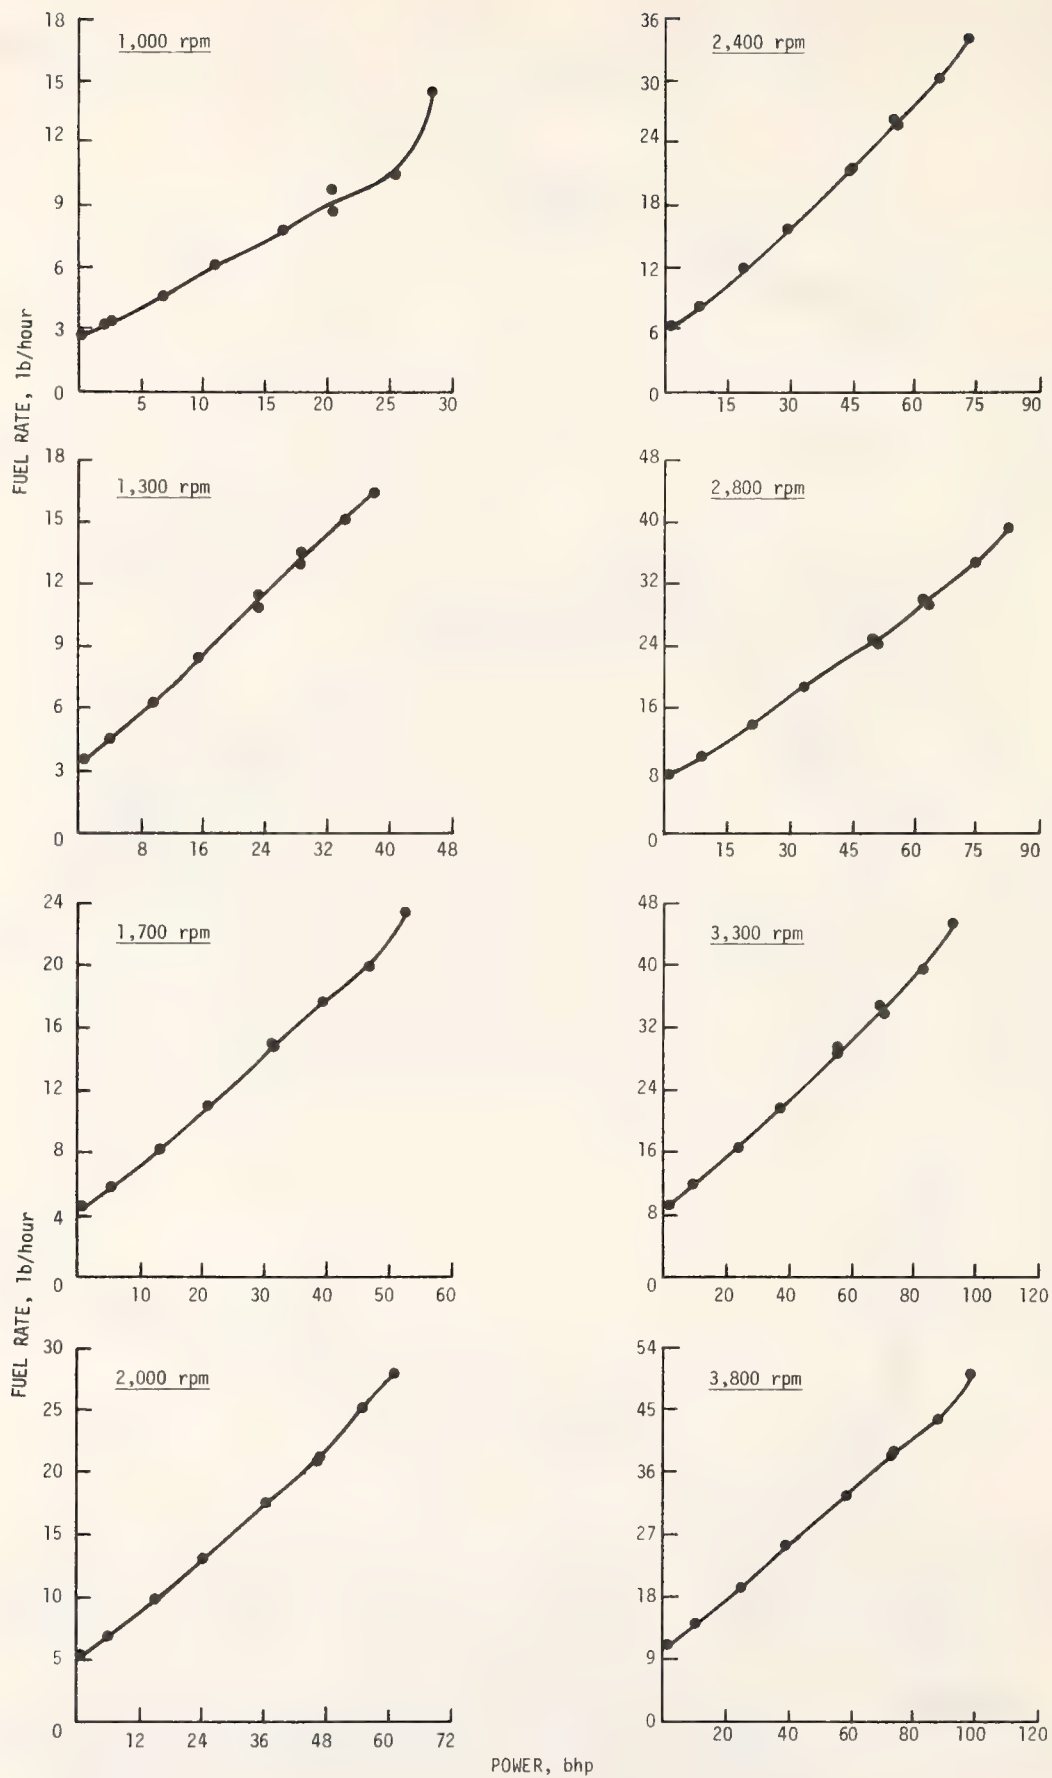 FUEL RATE, lb/hour
1,000 rpm
18
15
12
9
6
3
0
5 10 15 20 25 30
2,400 rpm
36
30
24
18
12
6
0
15 30 45 60 75 90
1,300 rpm
18
15
12
9
6
3
0
8 16 24 32 40 48
2,800 rpm
48
40
32
24
16
8
0
15 30 45 60 75 90
FUEL RATE, lb/hour
1,700 rpm
24
20
16
12
8
4
0
10 20 30 40 50 60
3,300 rpm
48
40
32
24
16
8
0
20 40 60 80 100 120
2,000 rpm
30
25
20
15
10
5
0
12 24 36 48 60 72
3,800 rpm
54
45
36
27
18
9
0
20 40 60 80 100 120
POWER, bhp